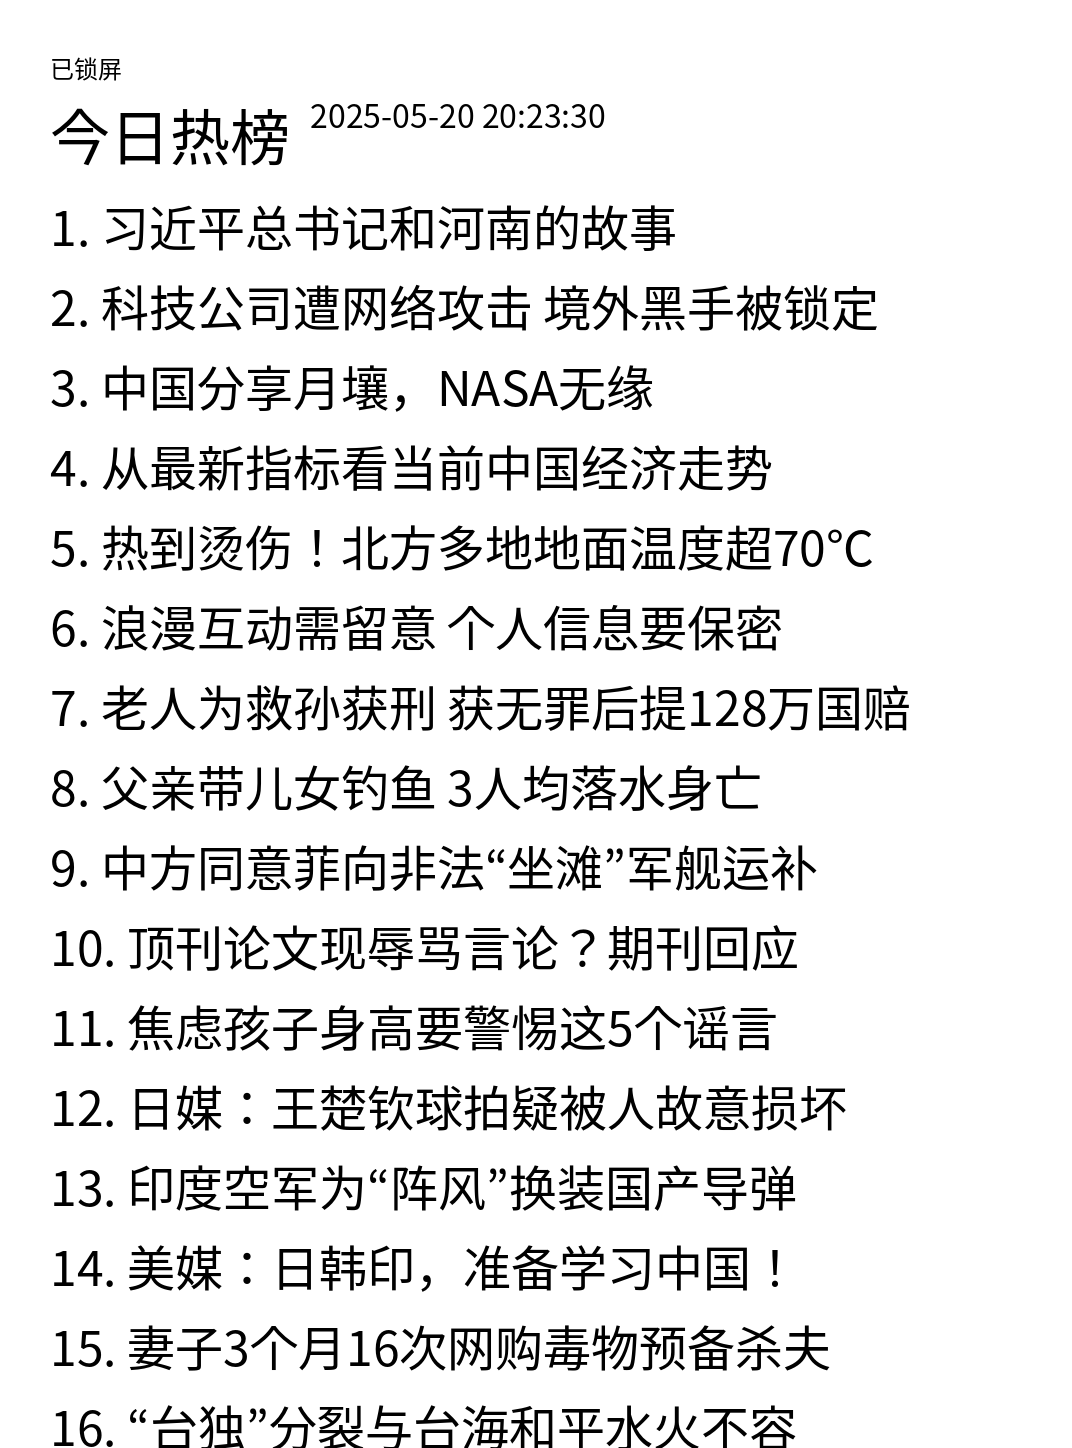 已锁屏
今日热榜 2025-05-20 20:23:30
1. 习近平总书记和河南的故事
2. 科技公司遭网络攻击 境外黑手被锁定
3. 中国分享月壤，NASA无缘
4. 从最新指标看当前中国经济走势
5. 热到烫伤！北方多地地面温度超70℃
6. 浪漫互动需留意 个人信息要保密
7. 老人为救孙获刑 获无罪后提128万国赔
8. 父亲带儿女钓鱼 3人均落水身亡
9. 中方同意菲向非法“坐滩”军舰运补
10. 顶刊论文现辱骂言论？期刊回应
11. 焦虑孩子身高要警惕这5个谣言
12. 日媒：王楚钦球拍疑被人故意损坏
13. 印度空军为“阵风”换装国产导弹
14. 美媒：日韩印，准备学习中国！
15. 妻子3个月16次网购毒物预备杀夫
16. “台独”分裂与台海和平水火不容